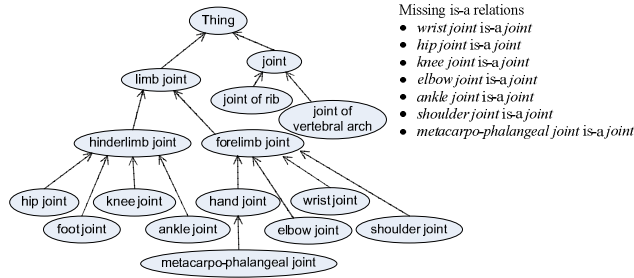 Thing
limb joint
joint
joint of rib
joint of
vertebral arch
hinderlimb joint
forelimb joint
hip joint
knee joint
hand joint
wrist joint
foot joint
ankle joint
elbow joint
shoulder joint
metacarpo-phalangeal joint
Missing is-a relations
• wrist joint is-a joint
• hip joint is-a joint
• knee joint is-a joint
• elbow joint is-a joint
• ankle joint is-a joint
• shoulder joint is-a joint
• metacarpo-phalangeal joint is-a joint